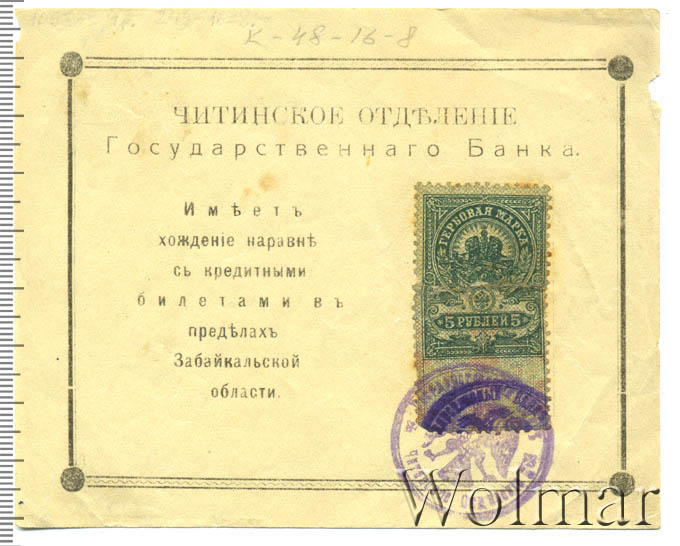 К-48-16-8
ЧИТИНСКОЕ ОТДѢЛЕНІЕ
Государственнаго Банка.
Имѣетъ
хожденіе наравнѣ
съ кредитными
билетами въ
предѣлахъ
Забайкальской
области.
ГЕРБОВАЯ МАРКА
5 РУБЛЕЙ 5
Wolmar